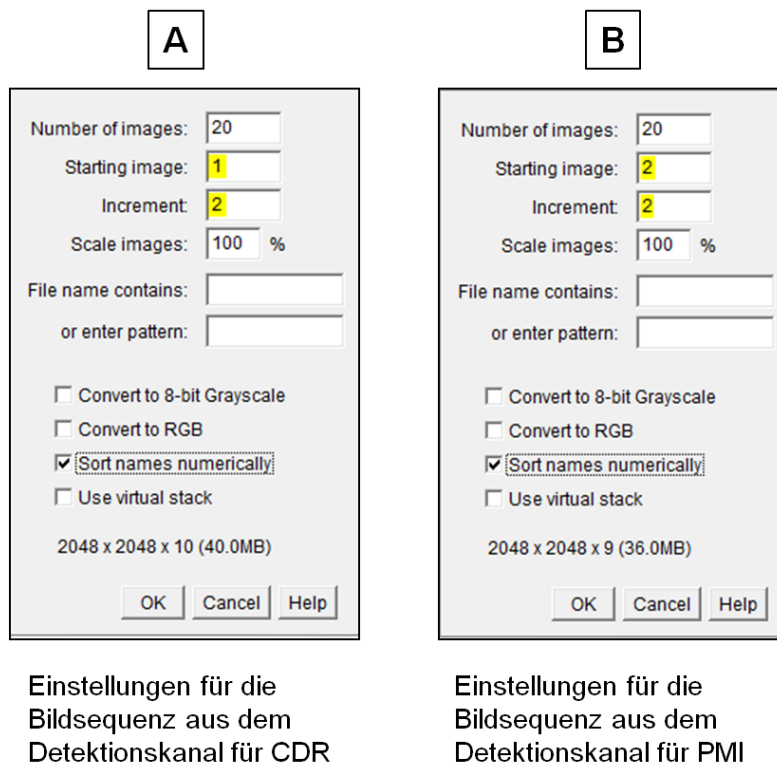 A
Number of images: 20
Starting image: 1
Increment: 2
Scale images: 100 %
File name contains:
or enter pattern:
Convert to 8-bit Grayscale
Convert to RGB
Sort names numerically
Use virtual stack
2048 x 2048 x 10 (40.0MB)
OK Cancel Help
Einstellungen für die
Bildsequenz aus dem
Detektionskanal für CDR
B
Number of images: 20
Starting image: 2
Increment: 2
Scale images: 100 %
File name contains:
or enter pattern:
Convert to 8-bit Grayscale
Convert to RGB
Sort names numerically
Use virtual stack
2048 x 2048 x 9 (36.0MB)
OK Cancel Help
Einstellungen für die
Bildsequenz aus dem
Detektionskanal für PMI